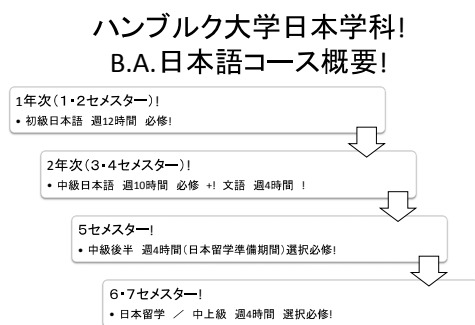 ハンブルク大学日本学科!
B.A.日本語コース概要!
1年次(1・2セメスター)!
• 初級日本語 週12時間 必修!
2年次(3・4セメスター)!
• 中級日本語 週10時間 必修 +! 文語 週4時間 !
5セメスター!
• 中級後半 週4時間(日本留学準備期間)選択必修!
6・7セメスター!
• 日本留学 ／ 中上級 週4時間 選択必修!